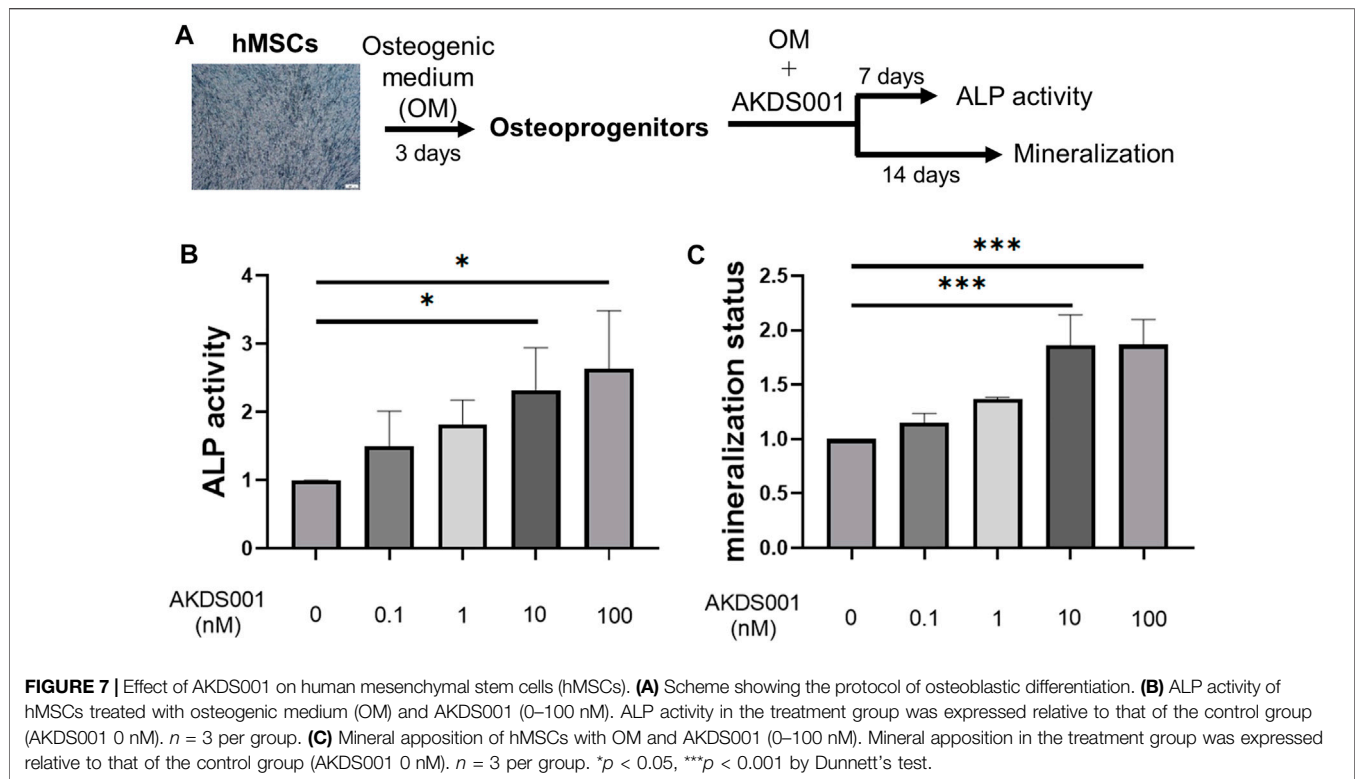 A
hMSCs
Osteogenic
medium
(OM)
3 days
Osteoprogenitors
OM
+
AKDS001
7 days
ALP activity
14 days
Mineralization
B
ALP activity
4
3
2
1
0
*
*
AKDS001
(nM)
0 0.1 1 10 100
C
mineralization status
2.5
2.0
1.5
1.0
0.5
0.0
***
***
AKDS001
(nM)
0 0.1 1 10 100
FIGURE 7 | Effect of AKDS001 on human mesenchymal stem cells (hMSCs). (A) Scheme showing the protocol of osteoblastic differentiation. (B) ALP activity of
hMSCs treated with osteogenic medium (OM) and AKDS001 (0–100 nM). ALP activity in the treatment group was expressed relative to that of the control group
(AKDS001 0 nM). n = 3 per group. (C) Mineral apposition of hMSCs with OM and AKDS001 (0–100 nM). Mineral apposition in the treatment group was expressed
relative to that of the control group (AKDS001 0 nM). n = 3 per group. *p < 0.05, ***p < 0.001 by Dunnett's test.